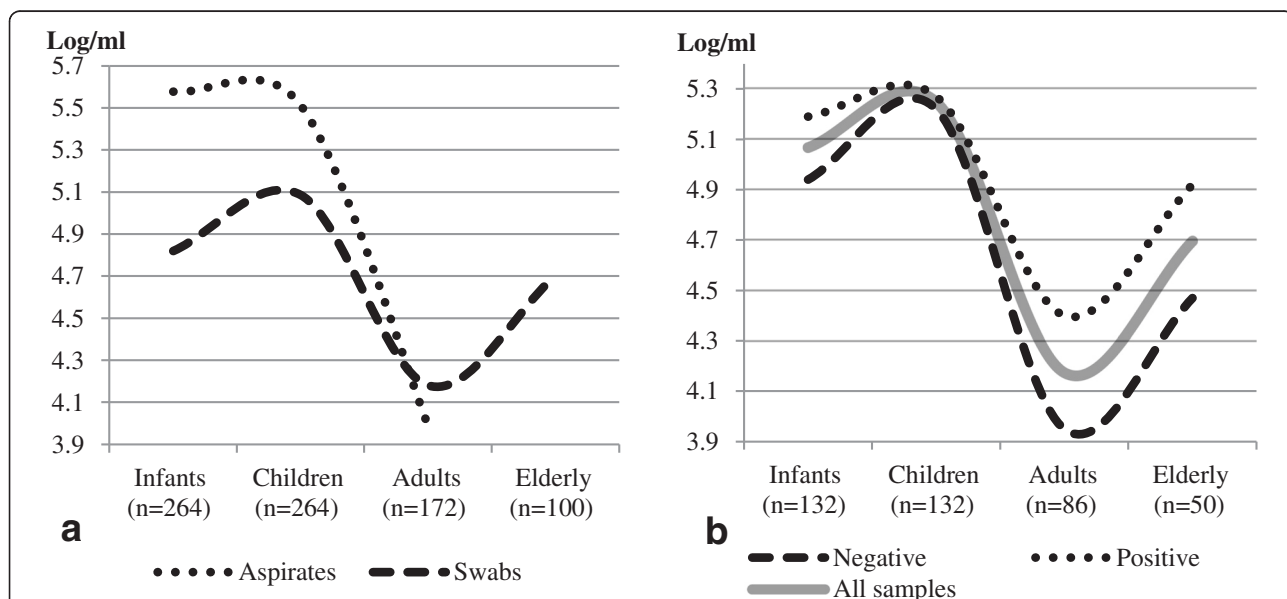 Log/ml
5.7
5.5
5.3
5.1
4.9
4.7
4.5
4.3
4.1
3.9
Infants Children Adults Elderly
(n=264) (n=264) (n=172) (n=100)
a
Aspirates Swabs
Log/ml
5.3
5.1
4.9
4.7
4.5
4.3
4.1
3.9
Infants Children Adults Elderly
(n=132) (n=132) (n=86) (n=50)
b
Negative Positive
All samples